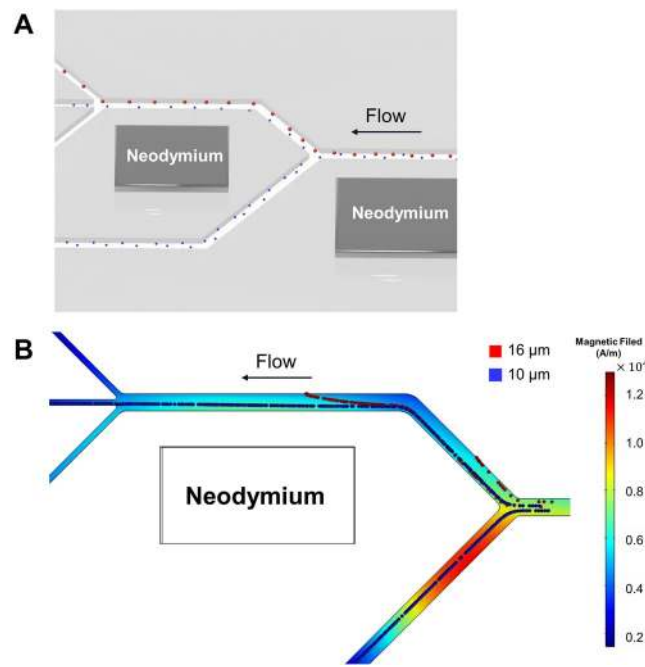 A
Flow
Neodymium
Neodymium
B
Flow
16 μm
10 μm
Magnetic Filed
(A/m)
1.2
1.0
0.8
0.6
0.4
0.2
Neodymium